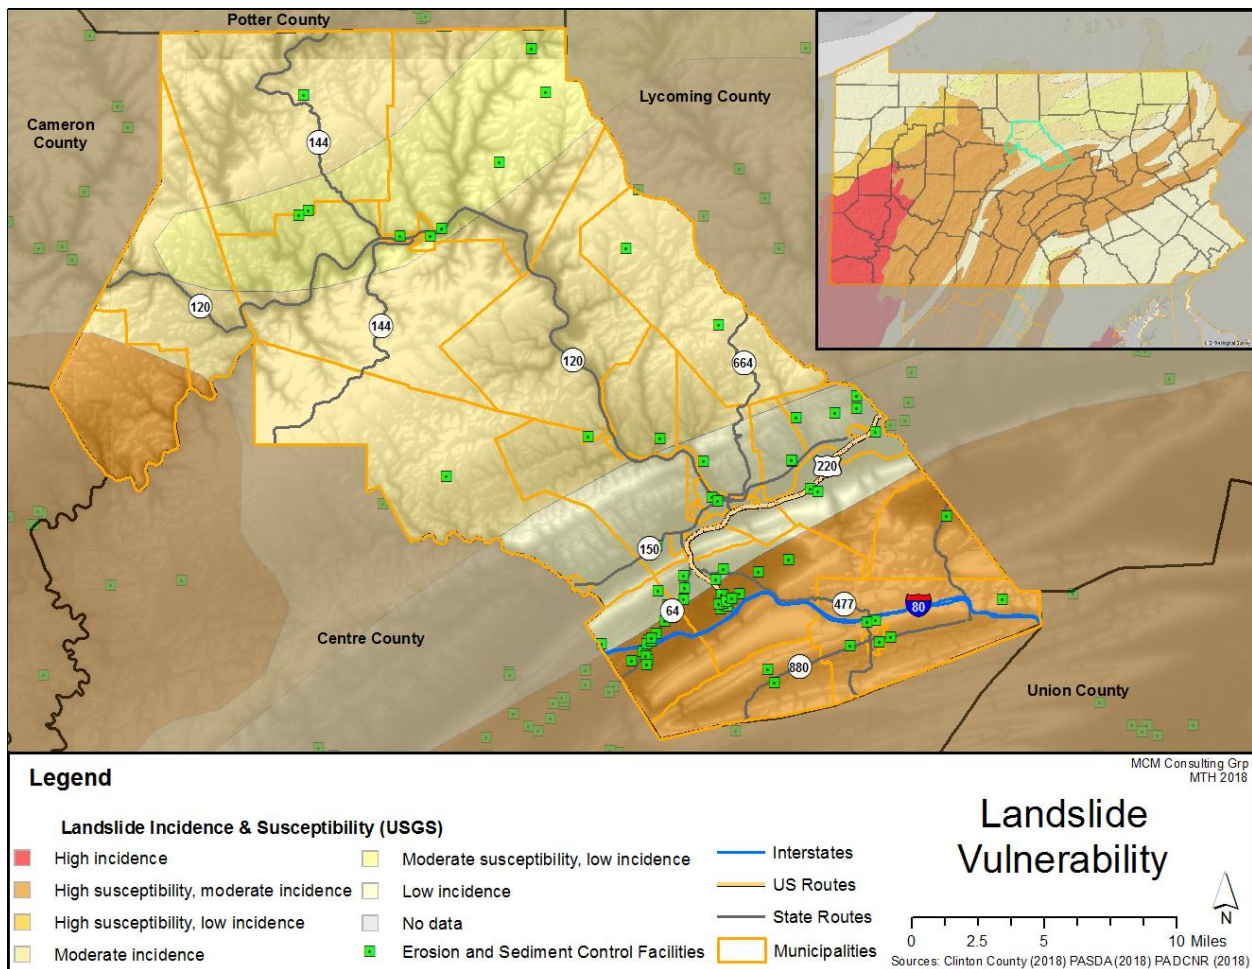 Potter County
Cameron
County
Lycoming County
144
120
144
120
664
220
150
64
477
80
880
Centre County
Union County
Legend
Landslide Incidence & Susceptibility (USGS)
High incidence
High susceptibility, moderate incidence
High susceptibility, low incidence
Moderate incidence
Moderate susceptibility, low incidence
Low incidence
No data
Erosion and Sediment Control Facilities
Interstates
US Routes
State Routes
Municipalities
MCM Consulting Grp
MTH 2018
Landslide
Vulnerability
N
0 2.5 5 10 Miles
Sources: Clinton County (2018) PASDA (2018) PADCNR (2018)